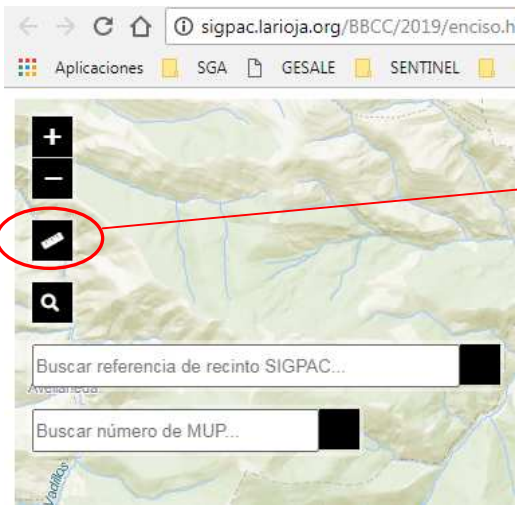 sigpac.larioja.org/BBCC/2019/enciso.h
Aplicaciones SGA GESALE SENTINEL
+
−
Buscar referencia de recinto SIGPAC...
Avellaneda
Buscar número de MUP...
Vadillos